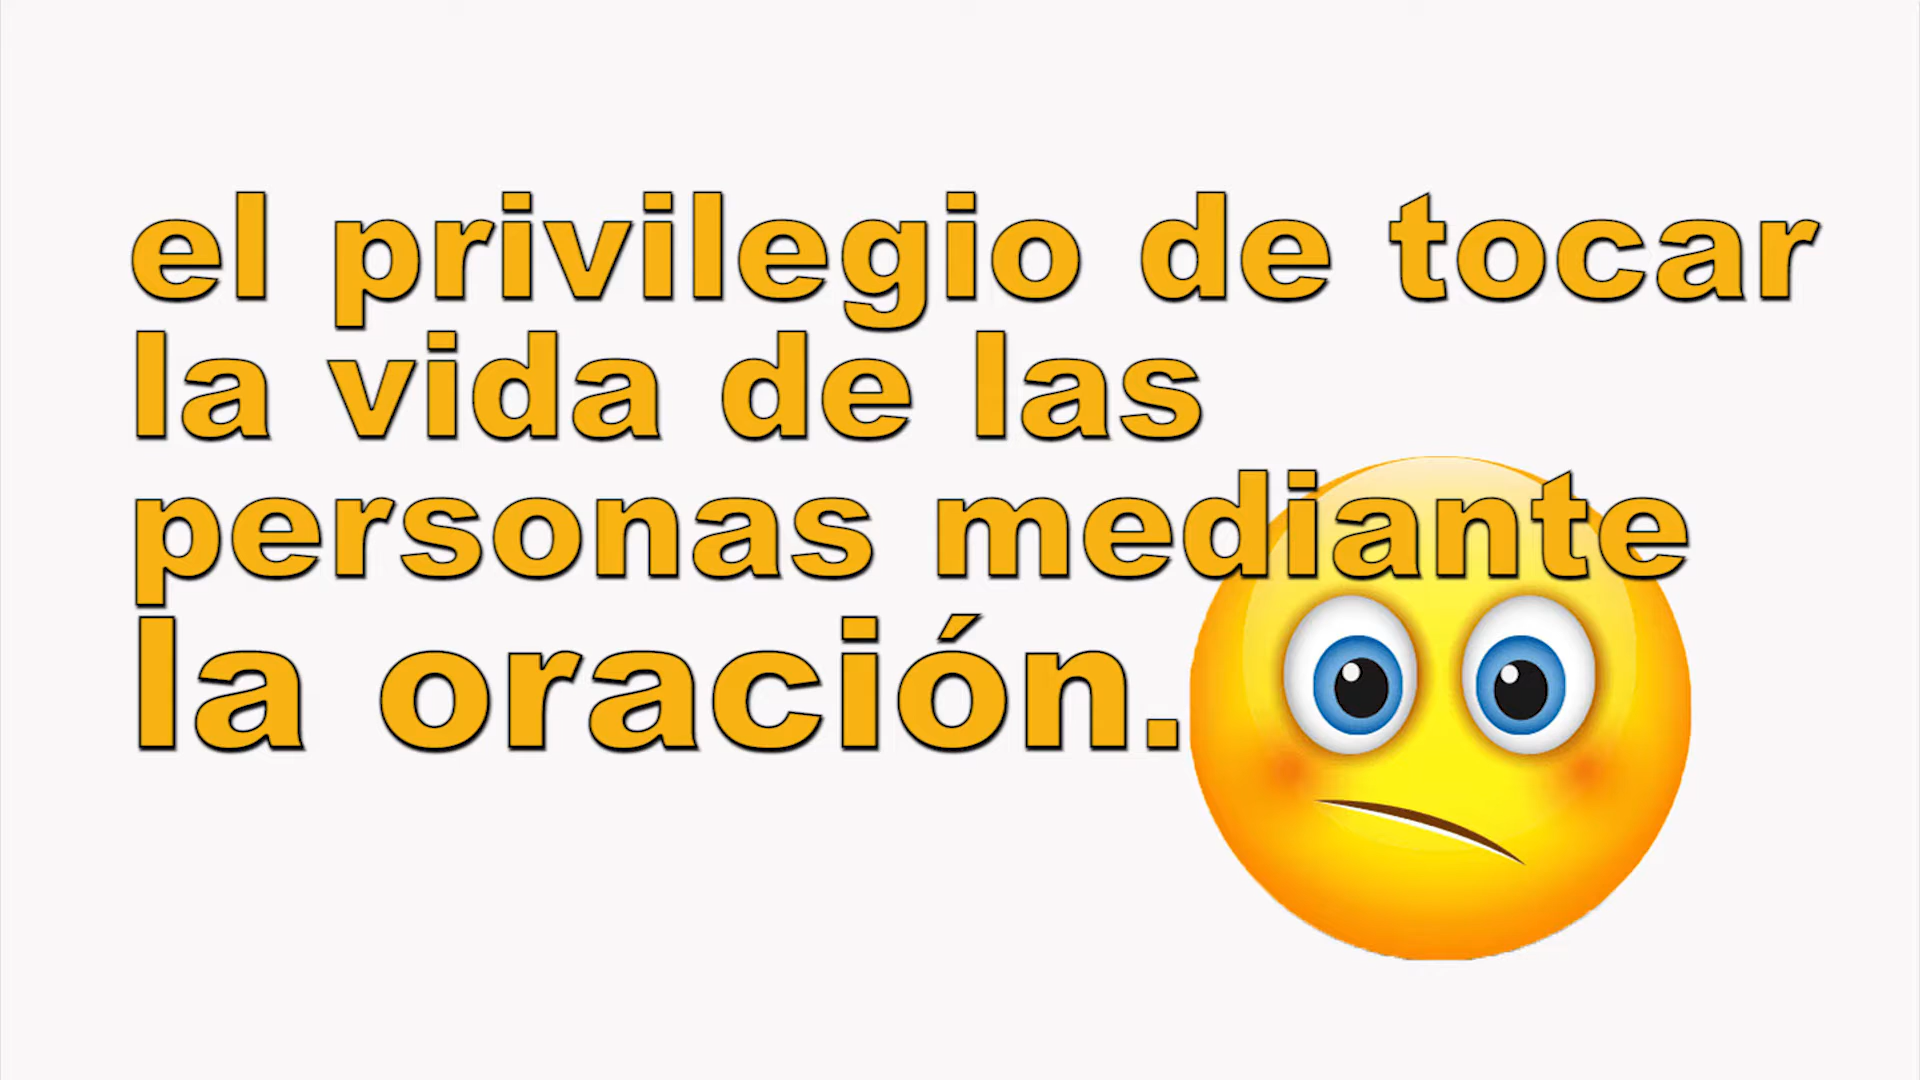 el privilegio de tocar
la vida de las
personas mediante
la oración.